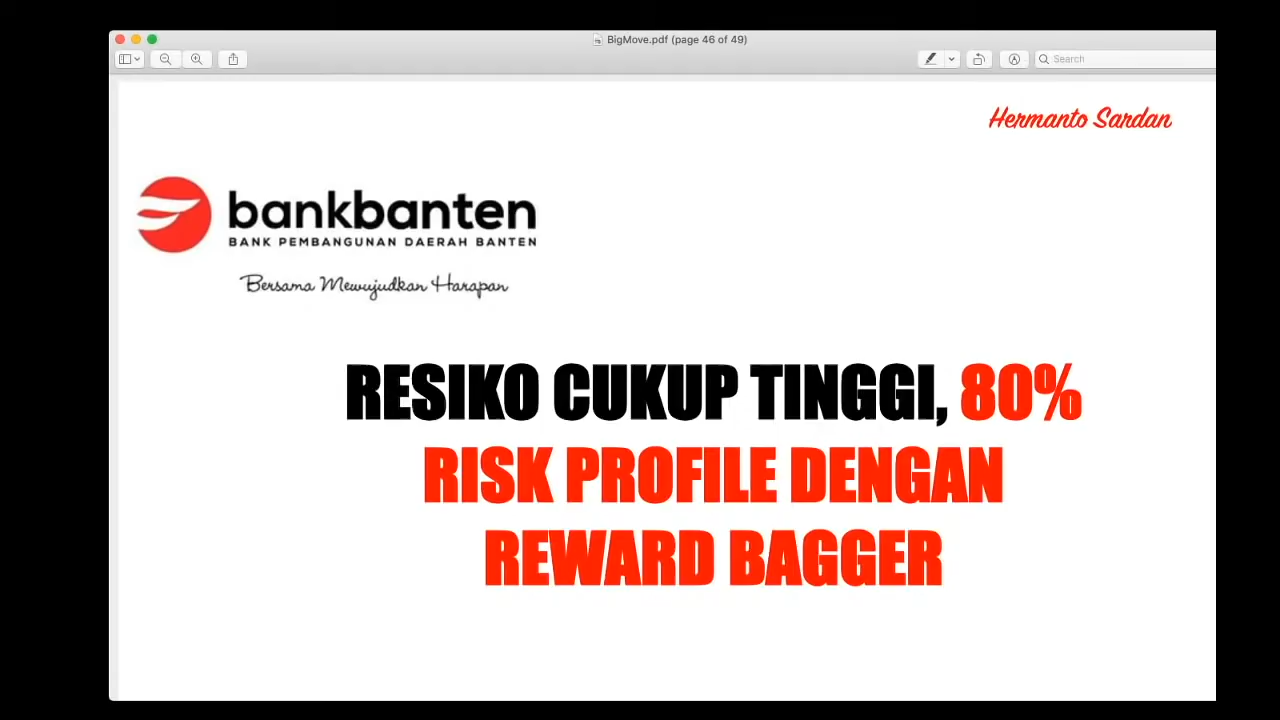 BigMove.pdf (page 46 of 49)
Search
Hermanto Sardan
bankbanten
BANK PEMBANGUNAN DAERAH BANTEN
Bersama Mewujudkan Harapan
RESIKO CUKUP TINGGI, 80%
RISK PROFILE DENGAN
REWARD BAGGER